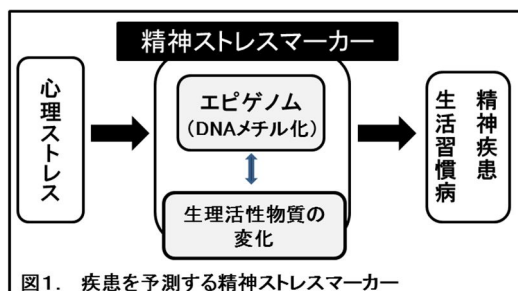 精神ストレスマーカー
心理ストレス
エピゲノム
(DNAメチル化)
生理活性物質の
変化
精神疾患
生活習慣病
図1. 疾患を予測する精神ストレスマーカー